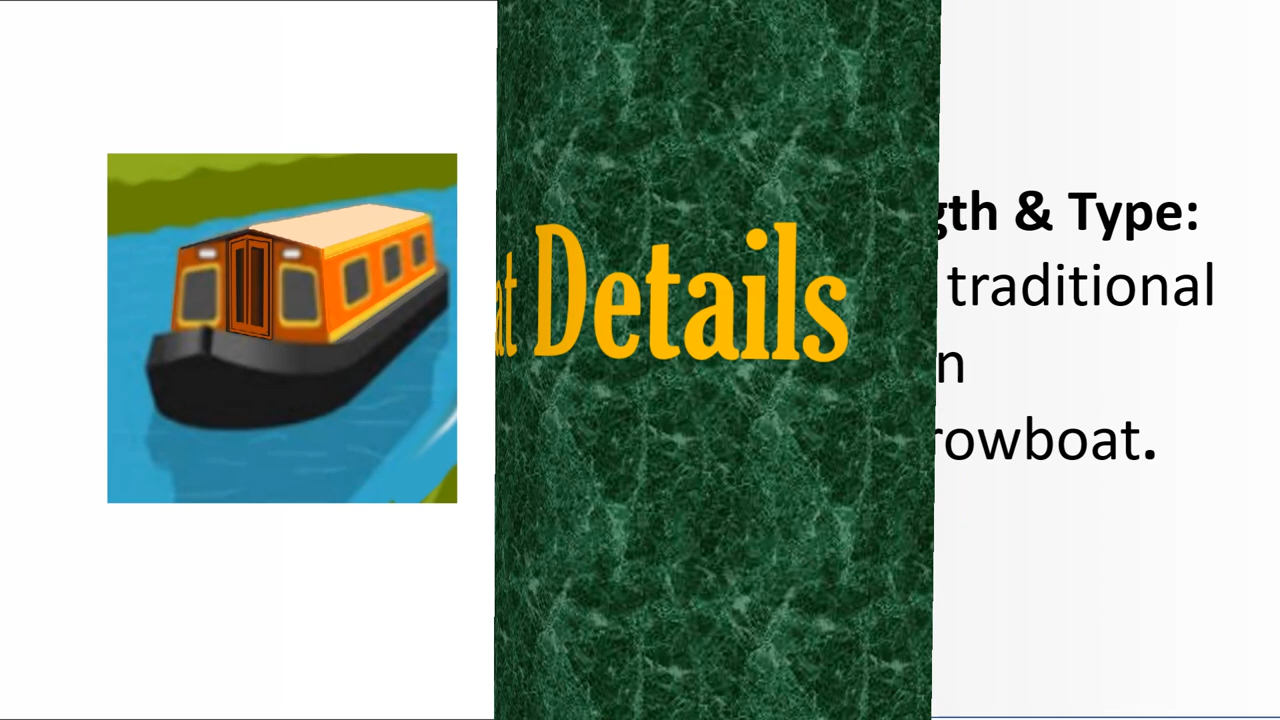 at Details
gth & Type:
traditional
n
rowboat.